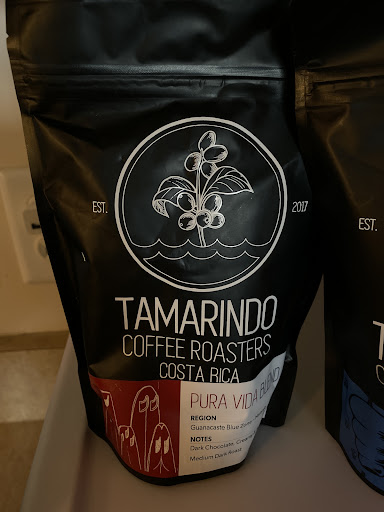 EST. 2017
TAMARINDO
COFFEE ROASTERS
COSTA RICA
PURA VIDA BLEND
REGION
Guanacaste Blue
NOTES
Dark Chocolate,
Medium Dark Roast
EST.